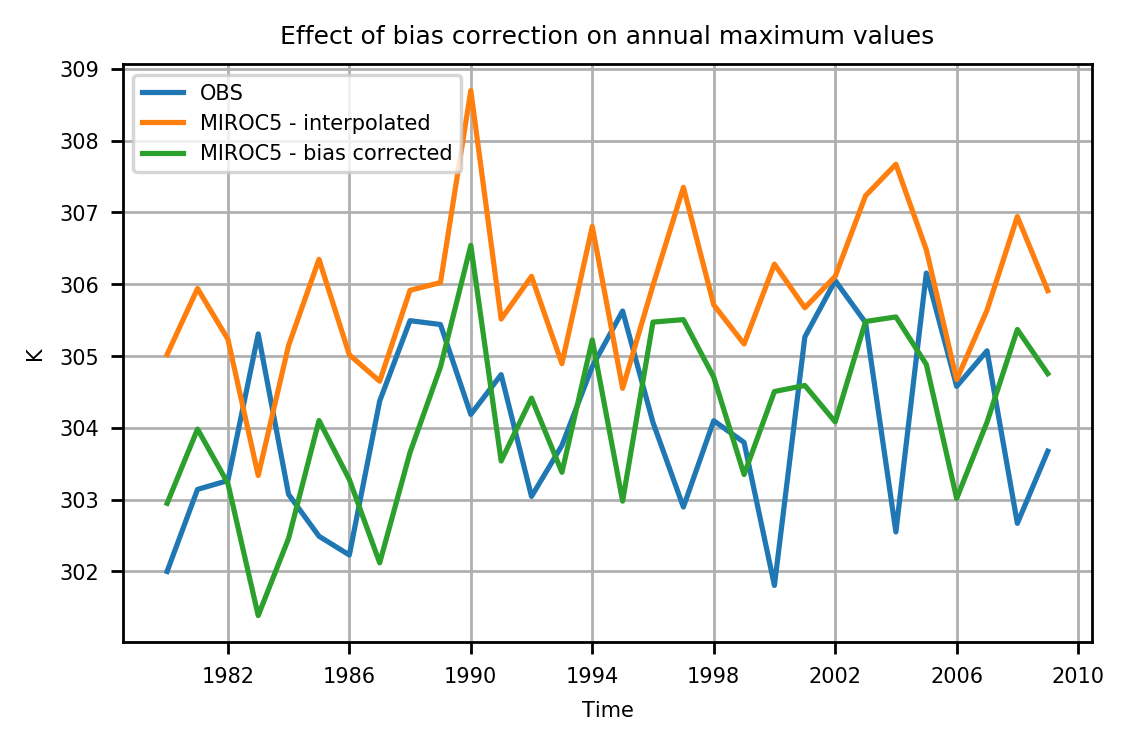 Effect of bias correction on annual maximum values
309
308
307
306
305
304
303
302
K
OBS
MIROC5 - interpolated
MIROC5 - bias corrected
1982 1986 1990 1994 1998 2002 2006 2010
Time